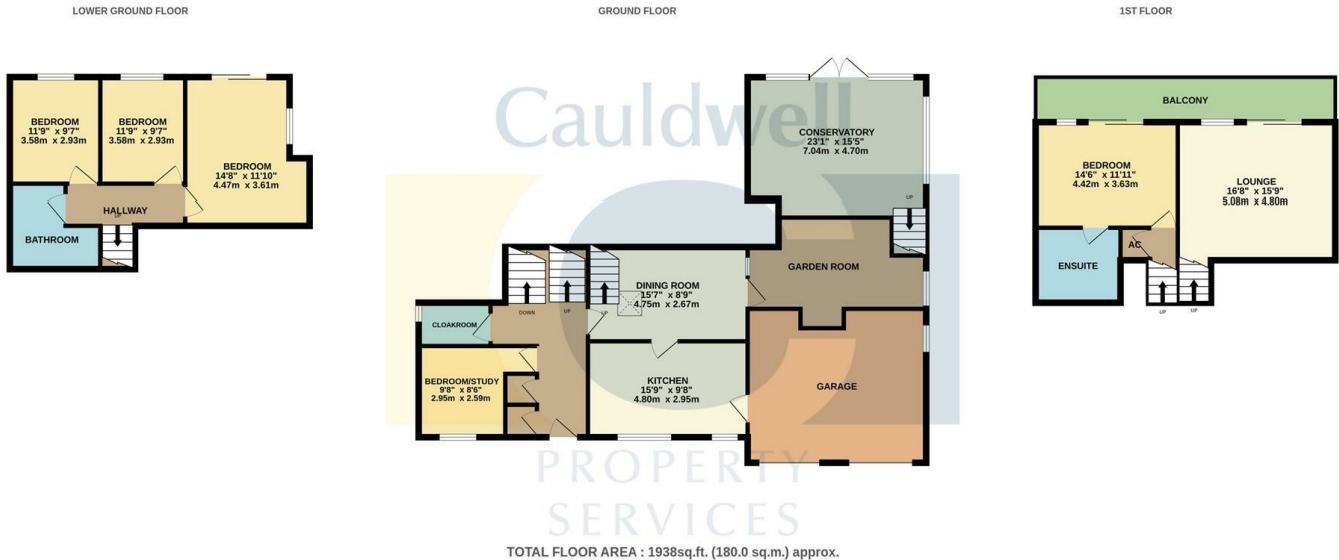 LOWER GROUND FLOOR
GROUND FLOOR
1ST FLOOR
BEDROOM
11'9" x 9'7"
3.58m x 2.93m
BEDROOM
11'9" x 9'7"
3.58m x 2.93m
BEDROOM
14'8" x 11'10"
4.47m x 3.61m
HALLWAY
UP
BATHROOM
Cauldwell
CONSERVATORY
23'1" x 15'5"
7.04m x 4.70m
UP
GARDEN ROOM
DINING ROOM
15'7" x 8'9"
4.75m x 2.67m
DOWN
UP
UP
CLOAKROOM
BEDROOM/STUDY
9'8" x 8'6"
2.95m x 2.59m
KITCHEN
15'9" x 9'8"
4.80m x 2.95m
GARAGE
BALCONY
BEDROOM
14'6" x 11'11"
4.42m x 3.63m
LOUNGE
16'8" x 15'9"
5.08m x 4.80m
AC
ENSUITE
UP
UP
PROPERTY
SERVICES
TOTAL FLOOR AREA : 1938sq.ft. (180.0 sq.m.) approx.